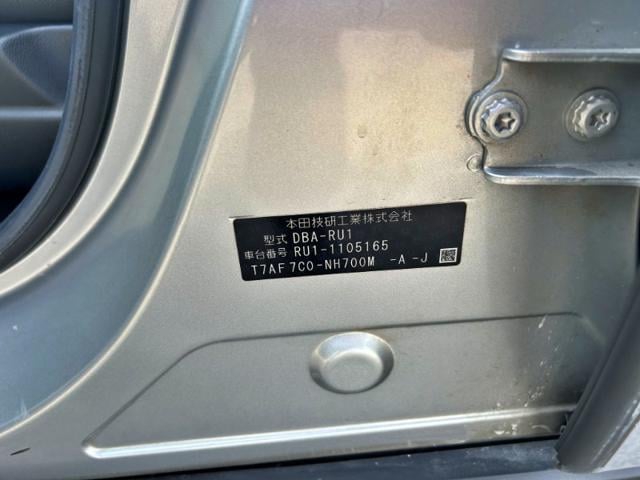 本田技研工業株式会社
型式 DBA-RU1
車台番号 RU1-1105165
T7AF7C0-NH700M -A-J